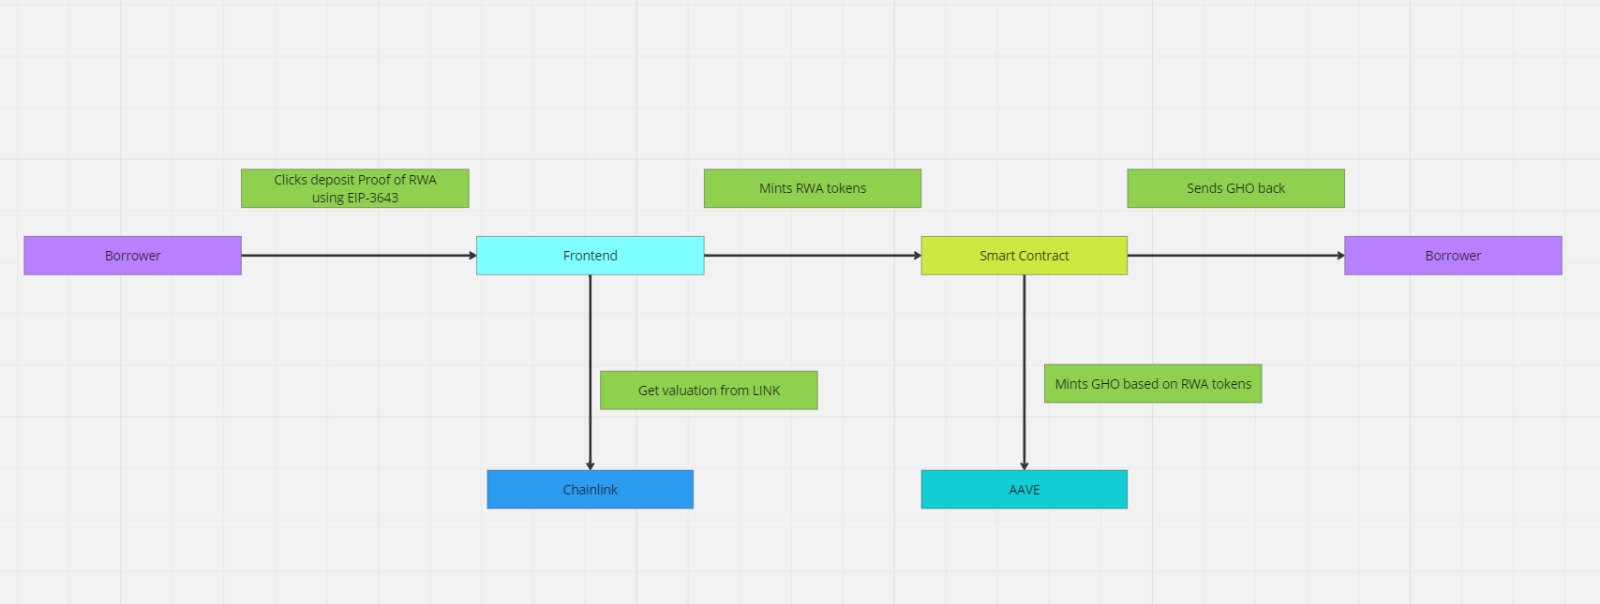 Clicks deposit Proof of RWA
using EIP-3643
Mints RWA tokens
Sends GHO back
Borrower
Frontend
Smart Contract
Borrower
Get valuation from LINK
Mints GHO based on RWA tokens
Chainlink
AAVE